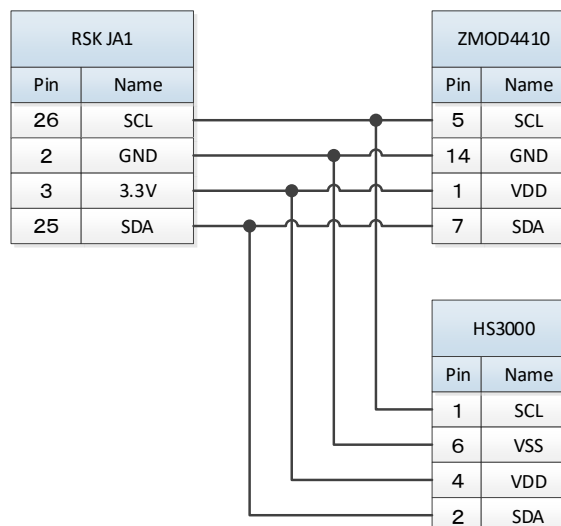 RSK JA1
Pin Name
26 SCL
2 GND
3 3.3V
25 SDA
ZMOD4410
Pin Name
5 SCL
14 GND
1 VDD
7 SDA
HS3000
Pin Name
1 SCL
6 VSS
4 VDD
2 SDA